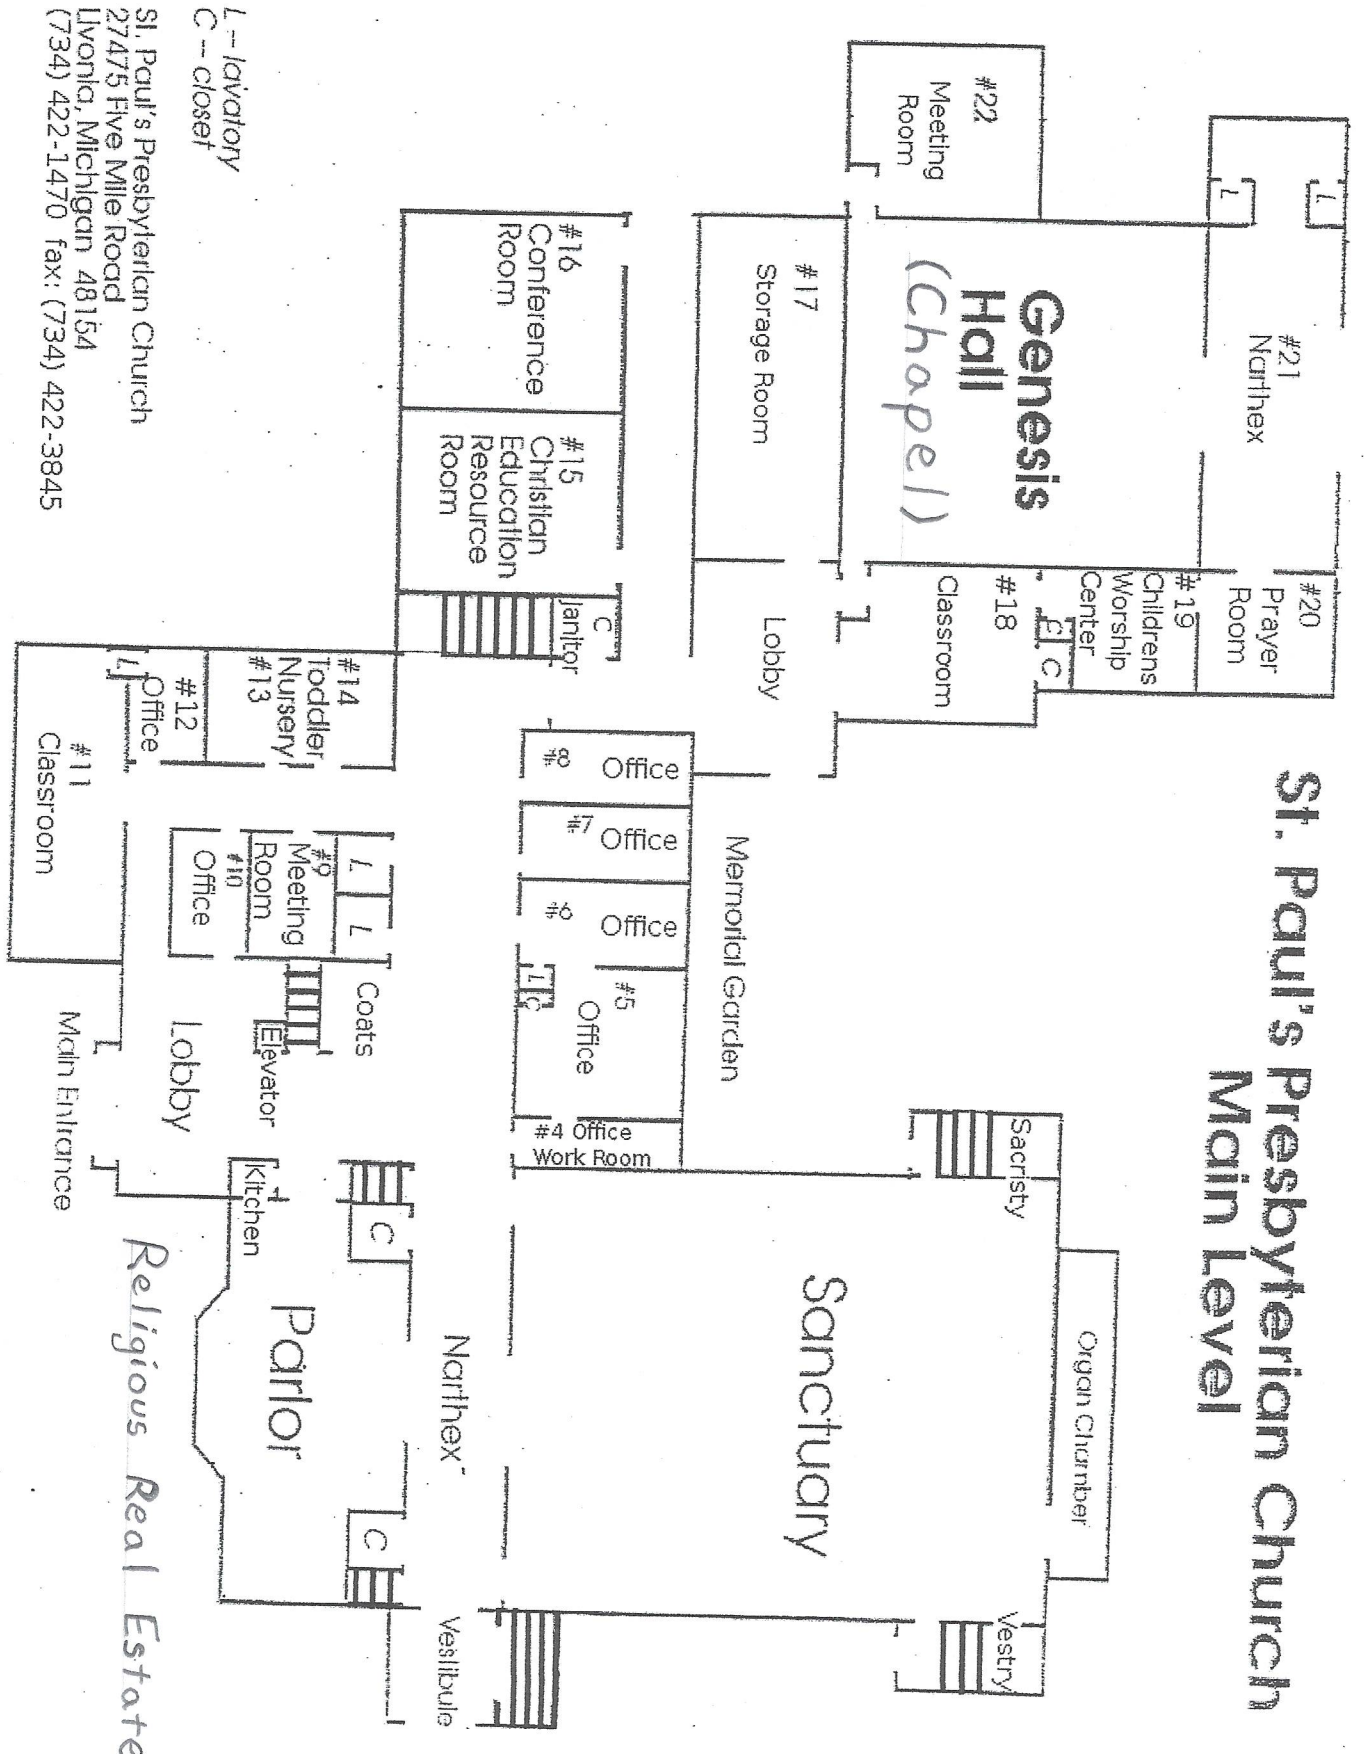 St. Paul's Presbyterian Church
Main Level
#20
Prayer
Room
#21
Narthex
L
L
#19
Childrens
Worship
Center
C
#22
Meeting
Room
Genesis
Hall
(Chapel)
#18
Classroom
#17
Storage Room
Lobby
Memorial Garden
Sacristy
Organ Chamber
Vestry
Sanctuary
#16
Conference
Room
#15
Christian
Education
Resource
Room
C
Janitor
Office
#8
Office
#7
Office
#6
#5
Office
L
C
#4 Office
Work Room
#14
Toddler
Nursery
#13
#12
Office
L
#11
Classroom
L
L
#9
Meeting
Room
#10
Office
Coats
Elevator
Lobby
Main Entrance
Kitchen
C
Parlor
Narthex
C
Vestibule
L -- lavatory
C -- closet
St. Paul's Presbyterian Church
27475 Five Mile Road
Livonia, Michigan 48154
(734) 422-1470 fax: (734) 422-3845
Religious Real Estate